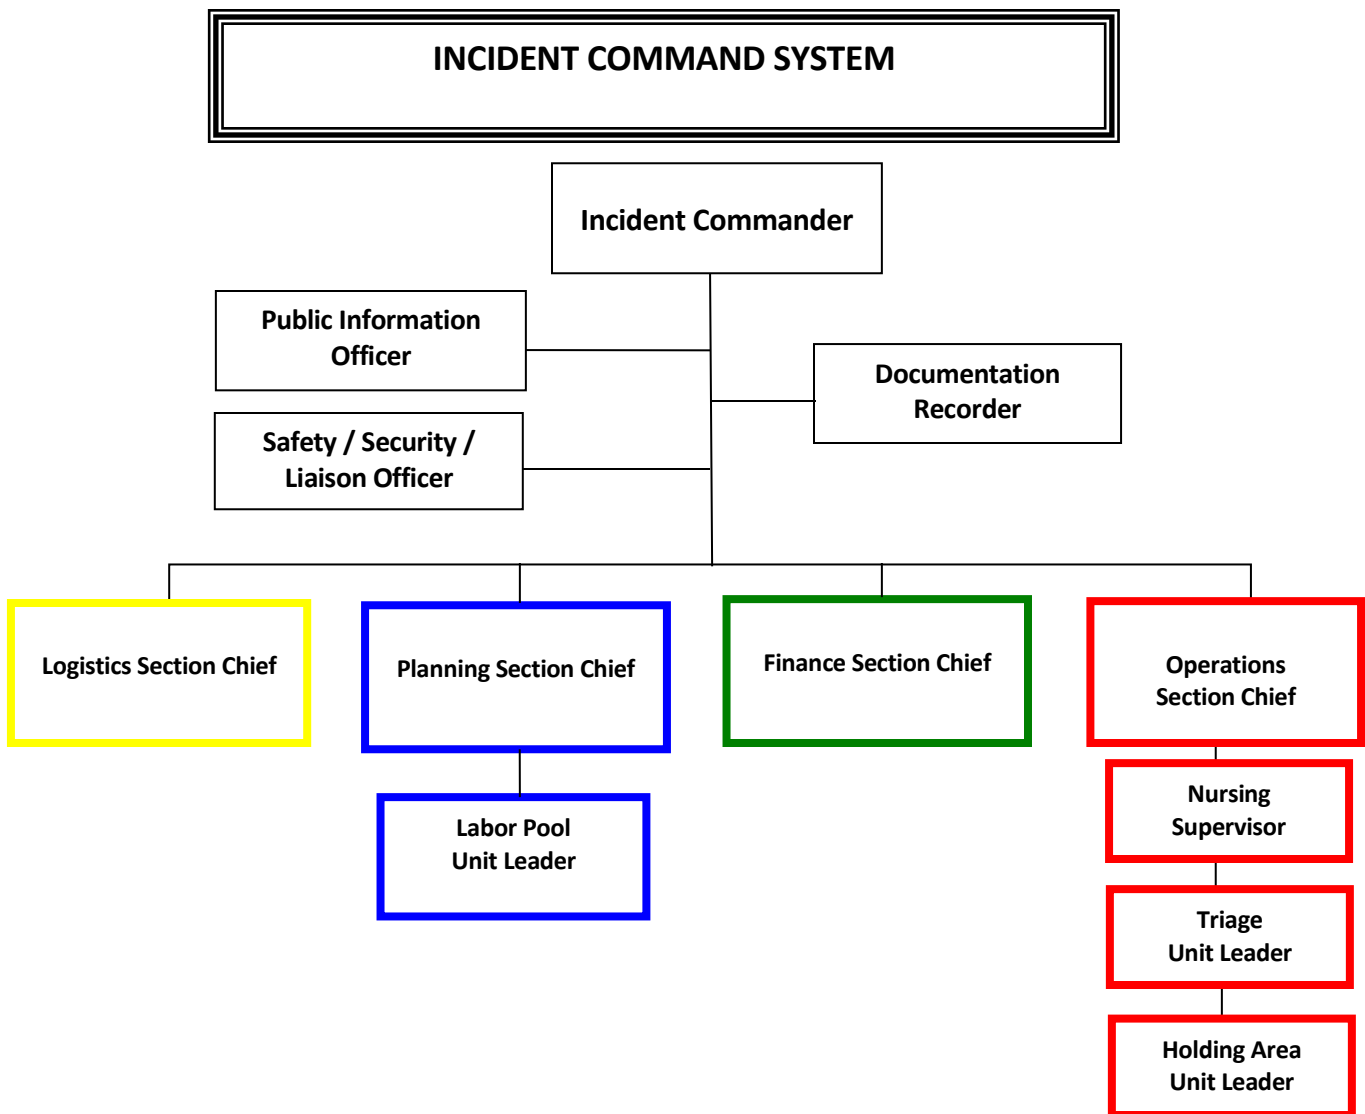 INCIDENT COMMAND SYSTEM
Incident Commander
Public Information
Officer
Documentation
Recorder
Safety / Security /
Liaison Officer
Logistics Section Chief
Planning Section Chief
Finance Section Chief
Operations
Section Chief
Labor Pool
Unit Leader
Nursing
Supervisor
Triage
Unit Leader
Holding Area
Unit Leader